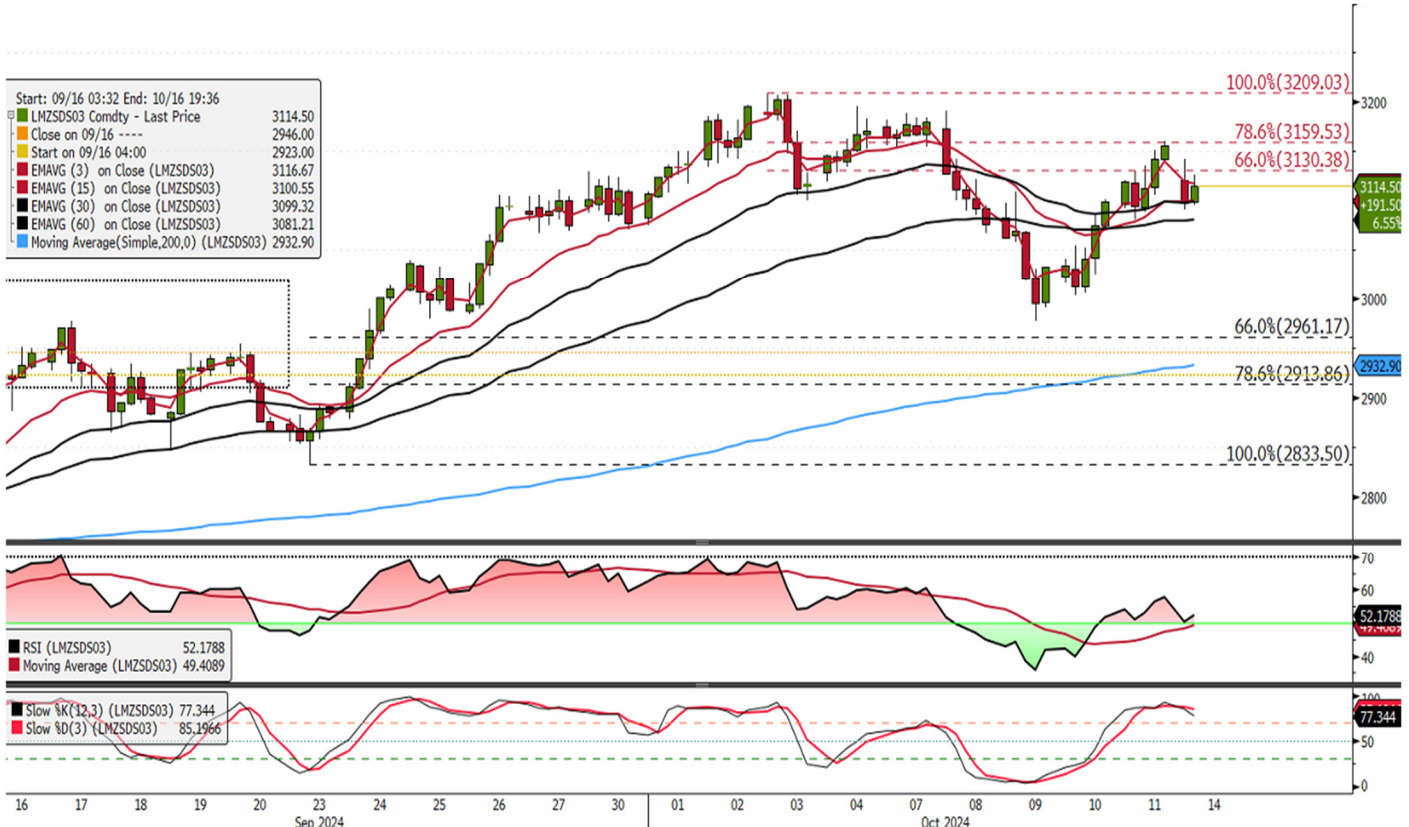 Start: 09/16 03:32 End: 10/16 19:36
LMZSDS03 Comdty - Last Price 3114.50
Close on 09/16 ---- 2946.00
Start on 09/16 04:00 2923.00
EMAVG (3) on Close (LMZSDS03) 3116.67
EMAVG (15) on Close (LMZSDS03) 3100.55
EMAVG (30) on Close (LMZSDS03) 3099.32
EMAVG (60) on Close (LMZSDS03) 3081.21
Moving Average(Simple,200,0) (LMZSDS03) 2932.90
100.0%(3209.03)
78.6%(3159.53)
66.0%(3130.38)
66.0%(2961.17)
78.6%(2913.86)
100.0%(2833.50)
3200
3114.50
+191.50
6.55%
3000
2932.90
2900
2800
RSI (LMZSDS03) 52.1788
Moving Average (LMZSDS03) 49.4089
70
60
52.1788
49.4089
40
Slow %K(12,3) (LMZSDS03) 77.344
Slow %D(3) (LMZSDS03) 85.1966
100
77.344
50
0
16 17 18 19 20 23 24 25 26 27 30 01 02 03 04 07 08 09 10 11 14
Sep 2024 Oct 2024